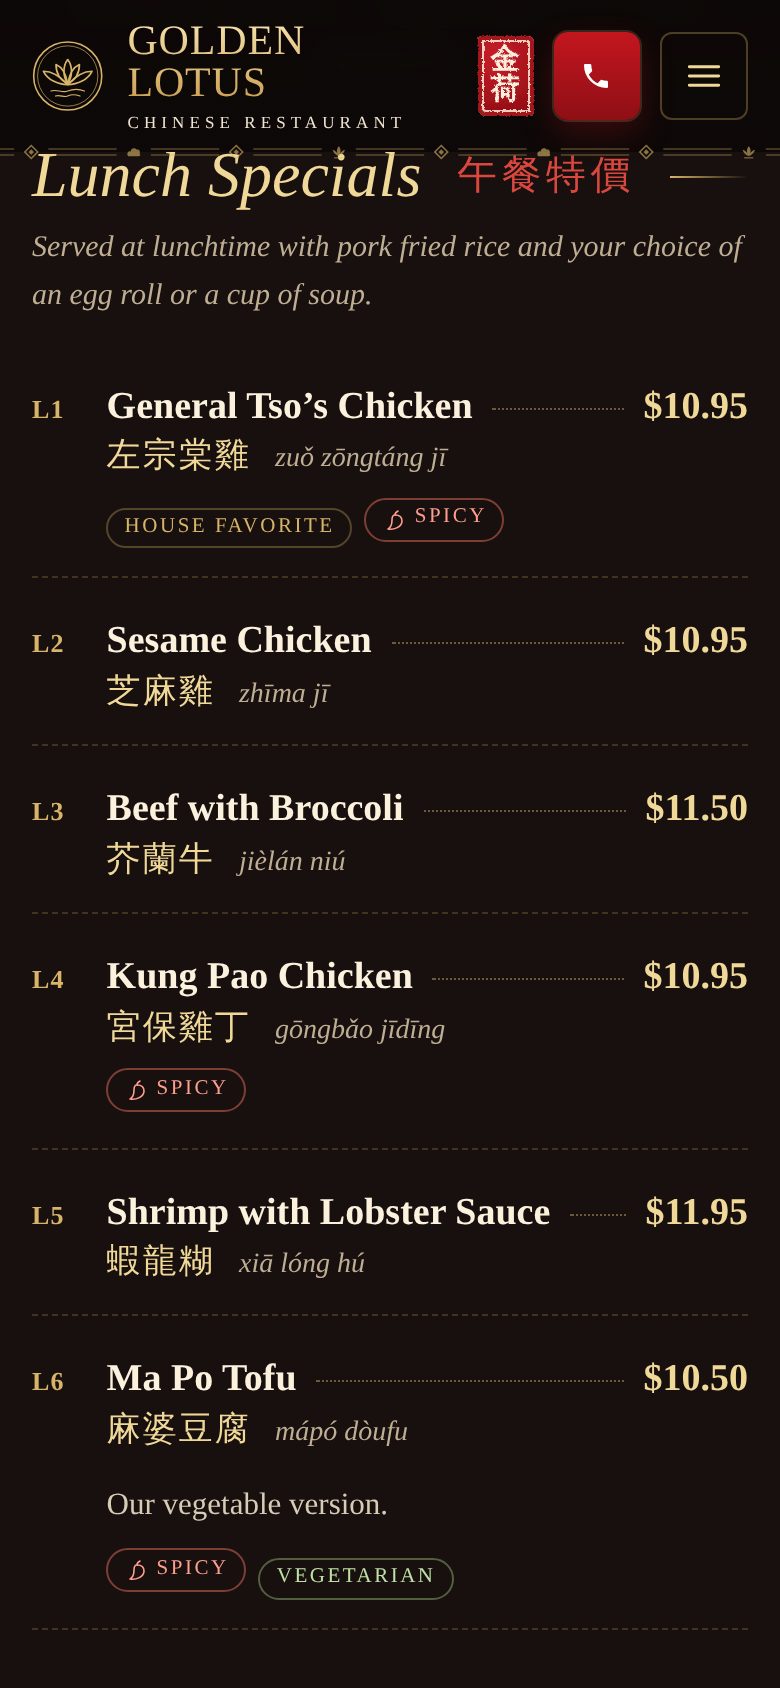 GOLDEN
LOTUS
CHINESE RESTAURANT
金荷
Lunch Specials 午餐特價
Served at lunchtime with pork fried rice and your choice of
an egg roll or a cup of soup.
L1 General Tso’s Chicken $10.95
左宗棠雞 zuǒ zōngtáng jī
HOUSE FAVORITE SPICY
L2 Sesame Chicken $10.95
芝麻雞 zhīma jī
L3 Beef with Broccoli $11.50
芥蘭牛 jièlán niú
L4 Kung Pao Chicken $10.95
宮保雞丁 gōngbǎo jīdīng
SPICY
L5 Shrimp with Lobster Sauce $11.95
蝦龍糊 xiā lóng hú
L6 Ma Po Tofu $10.50
麻婆豆腐 mápó dòufu
Our vegetable version.
SPICY VEGETARIAN